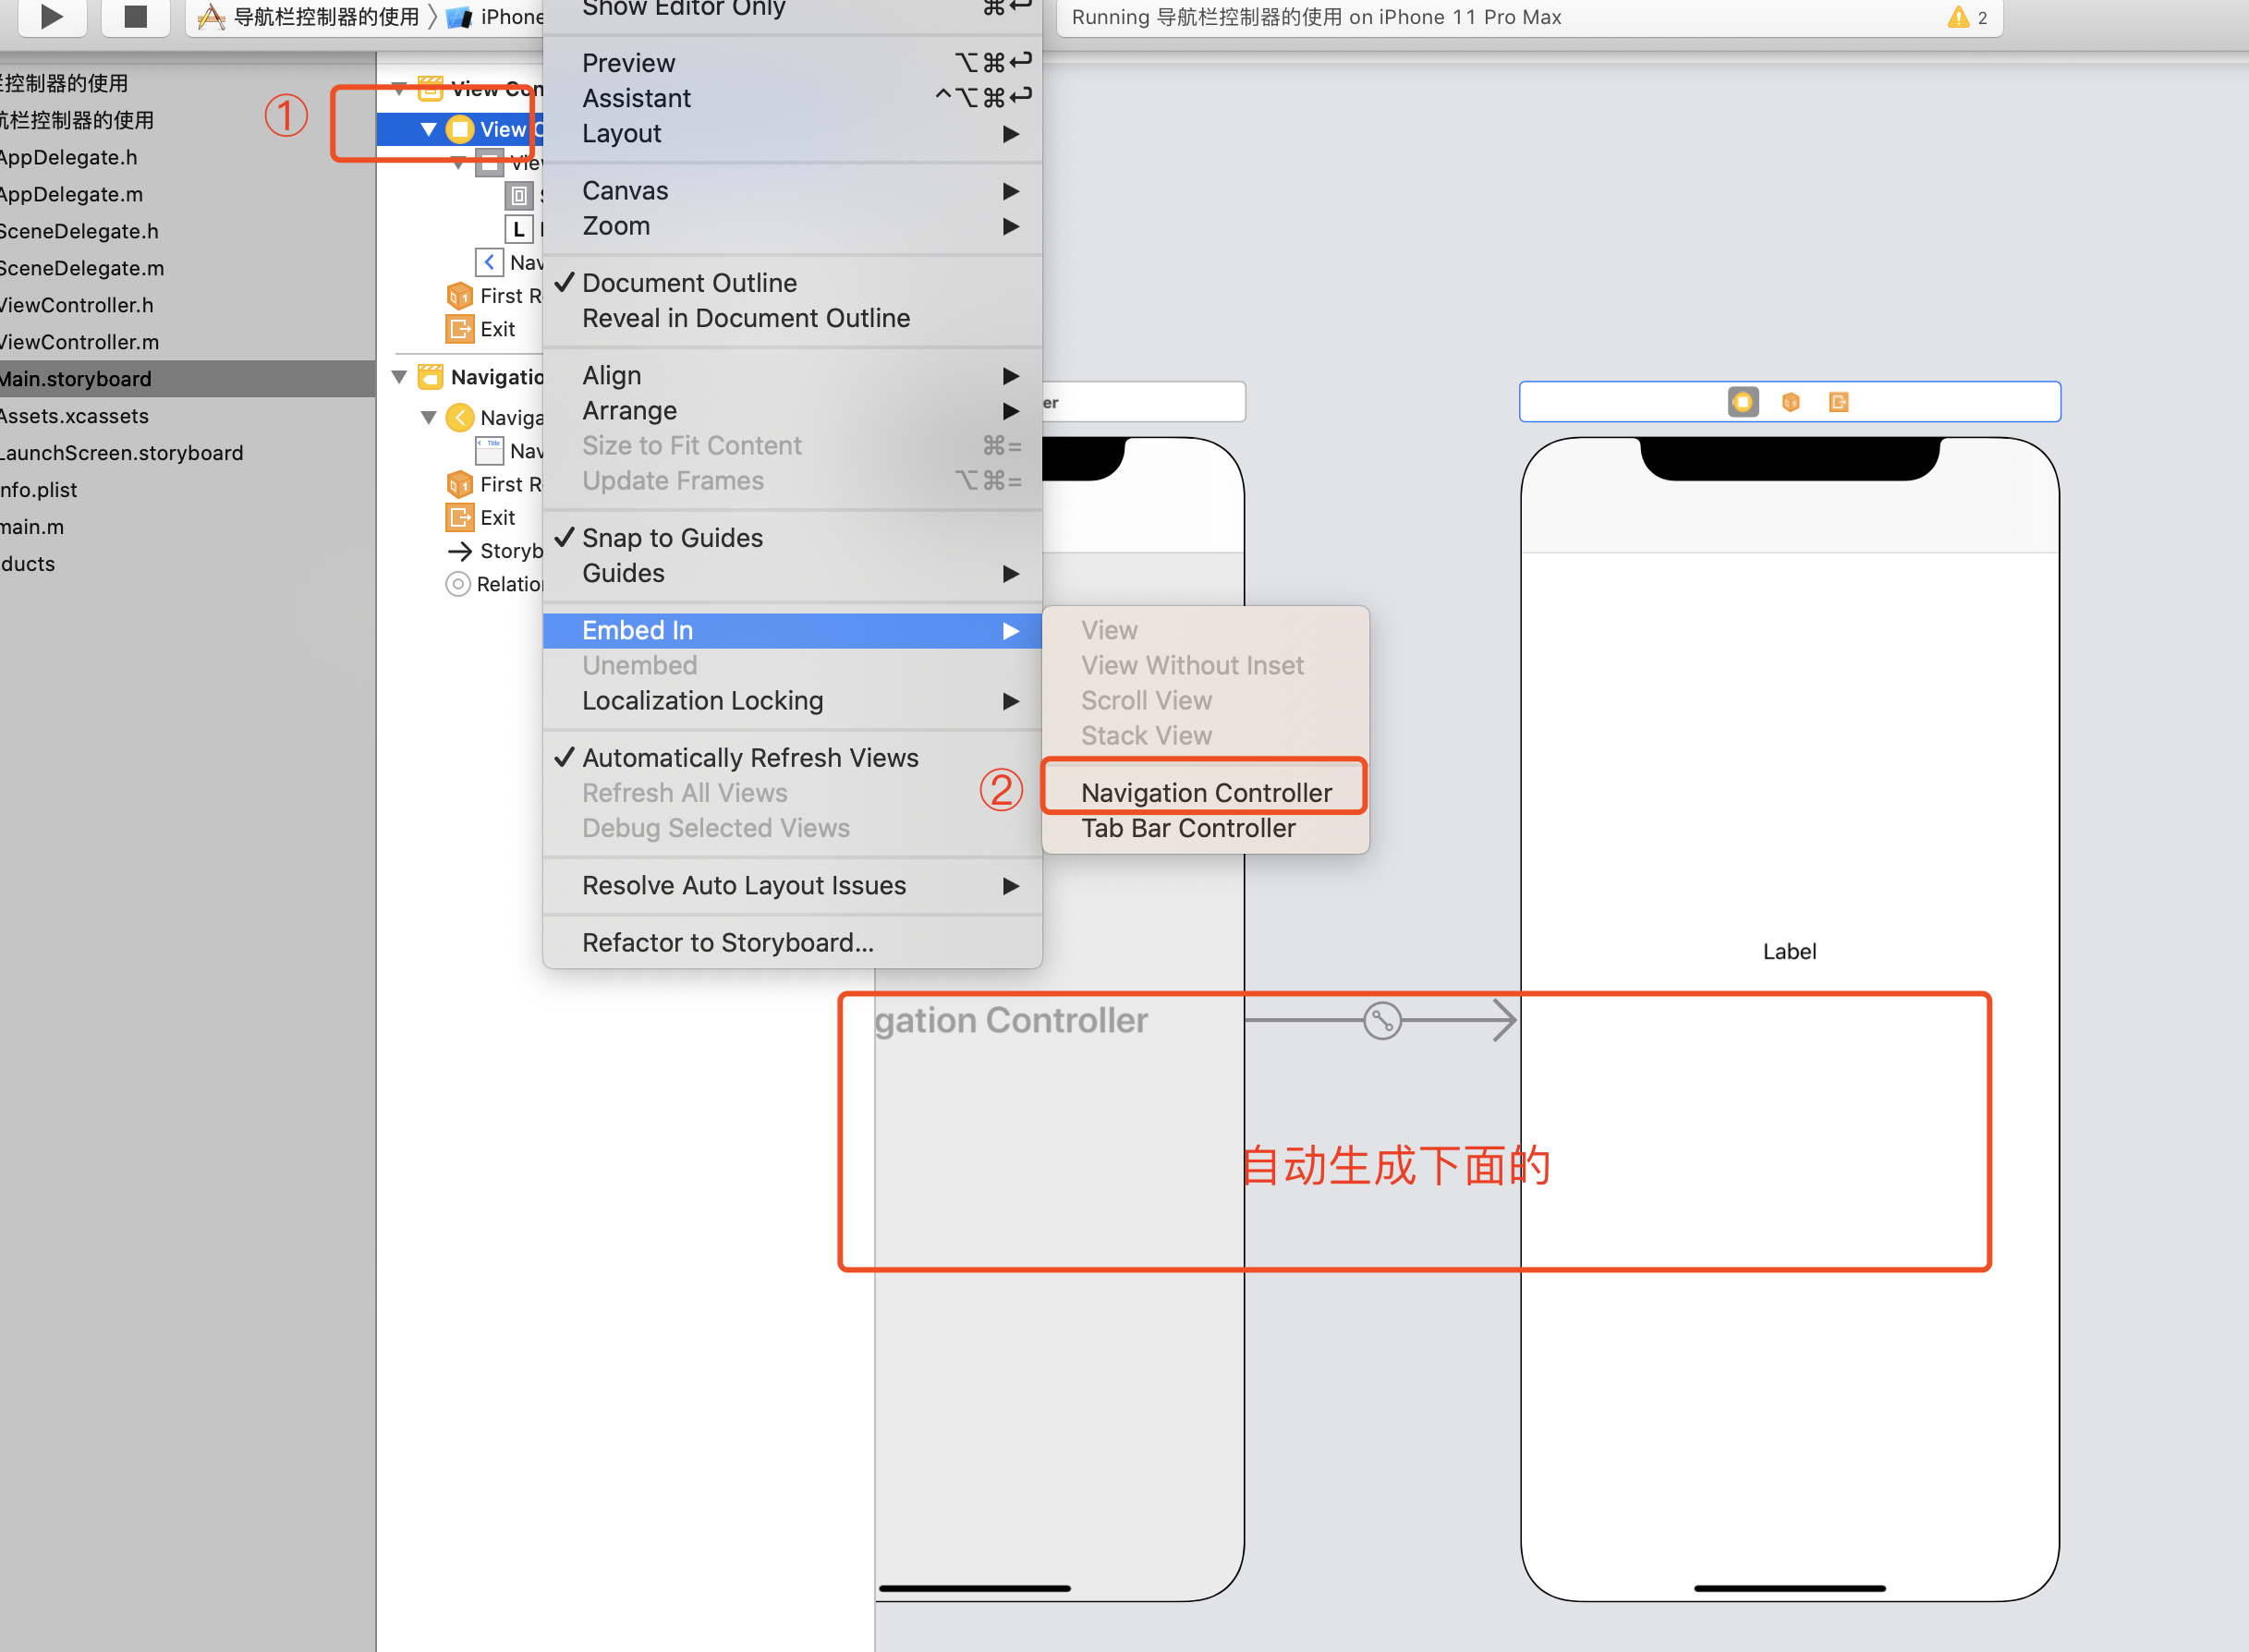 导航栏控制器的使用
iPhone
Running 导航栏控制器的使用 on iPhone 11 Pro Max
2
控制器的使用
航栏控制器的使用
AppDelegate.h
AppDelegate.m
SceneDelegate.h
SceneDelegate.m
ViewController.h
ViewController.m
Main.storyboard
Assets.xcassets
LaunchScreen.storyboard
nfo.plist
main.m
ducts
①
View Con
View C
View
L
Nav
First R
Exit
Navigatio
Naviga
Title
Nav
First R
Exit
Storyb
Relation
Show Editor Only ⌘↩
Preview ⌥⌘↩
Assistant ^⌥⌘↩
Layout
Canvas
Zoom
✓ Document Outline
Reveal in Document Outline
Align
Arrange
Size to Fit Content ⌘=
Update Frames ⌥⌘=
✓ Snap to Guides
Guides
Embed In
Unembed
Localization Locking
✓ Automatically Refresh Views
Refresh All Views
Debug Selected Views
Resolve Auto Layout Issues
Refactor to Storyboard...
View
View Without Inset
Scroll View
Stack View
②
Navigation Controller
Tab Bar Controller
er
Label
gation Controller
自动生成下面的